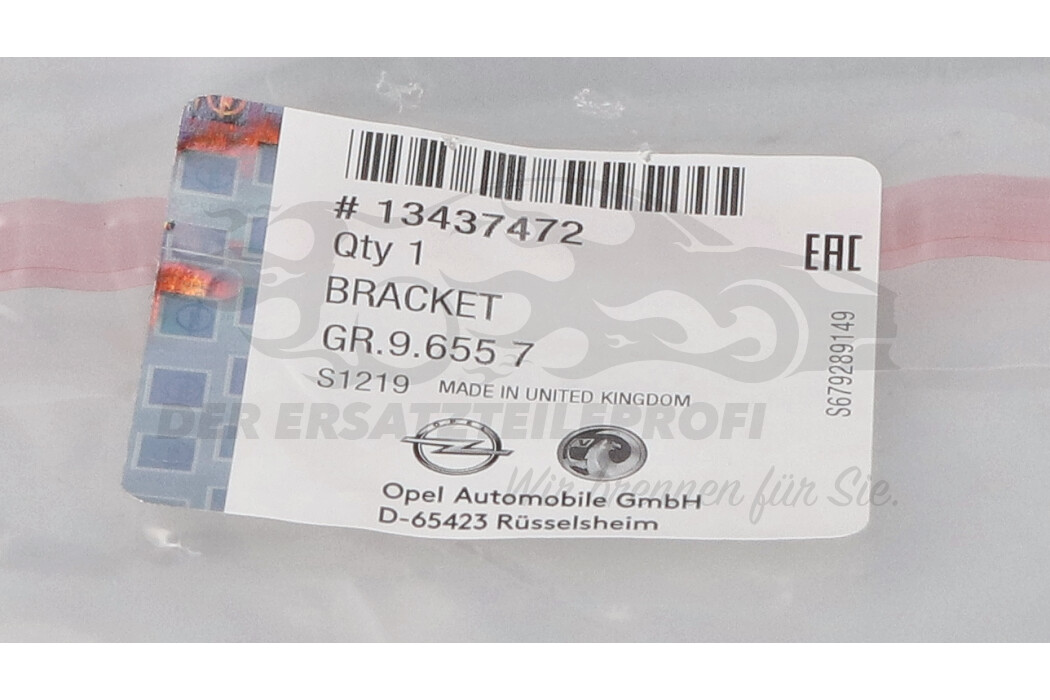 # 13437472
Qty 1
BRACKET
GR.9.655 7
S1219 MADE IN UNITED KINGDOM
EAC
S679289149
DER ERSATZTEILEPROFI
OPEL
Wir brennen für Sie.
Opel Automobile GmbH
D-65423 Rüsselsheim